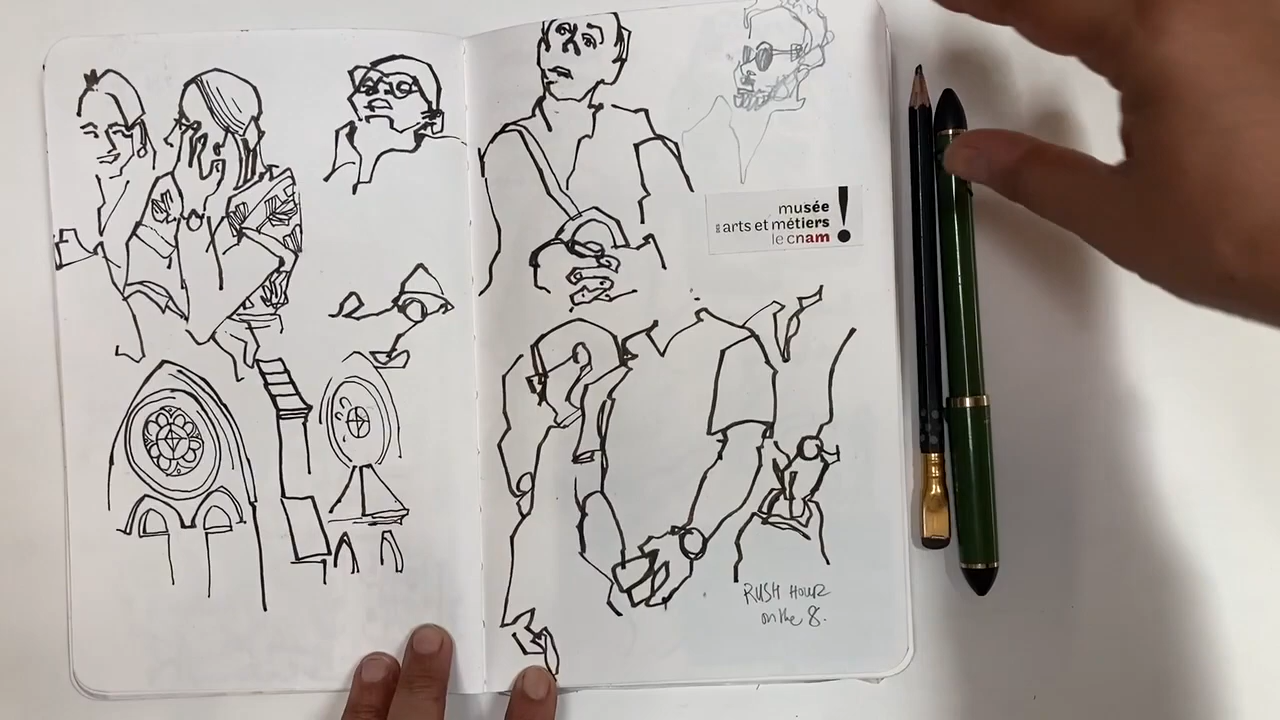 musée
des arts et métiers
le cnam !
RUSH HOUR
on the 8.